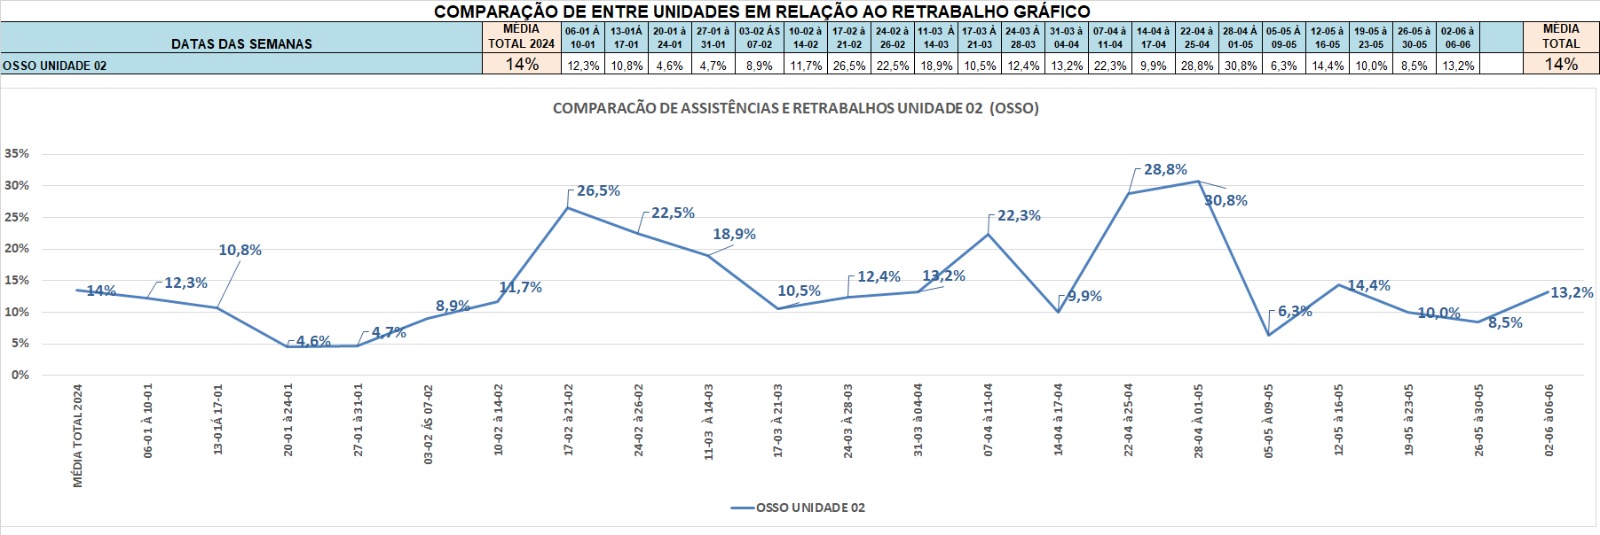 COMPARAÇÃO DE ENTRE UNIDADES EM RELAÇÃO AO RETRABALHO GRÁFICO
DATAS DAS SEMANAS MÉDIA TOTAL 2024 06-01 à 10-01 13-01À 17-01 20-01 à 24-01 27-01 à 31-01 03-02 ÁS 07-02 10-02 à 14-02 17-02 à 21-02 24-02 à 26-02 11-03 À 14-03 17-03 À 21-03 24-03 À 28-03 31-03 à 04-04 07-04 à 11-04 14-04 à 17-04 22-04 à 25-04 28-04 À 01-05 05-05 À 09-05 12-05 à 16-05 19-05 à 23-05 26-05 à 30-05 02-06 à 06-06 MÉDIA TOTAL
OSSO UNIDADE 02 14% 12,3% 10,8% 4,6% 4,7% 8,9% 11,7% 26,5% 22,5% 18,9% 10,5% 12,4% 13,2% 22,3% 9,9% 28,8% 30,8% 6,3% 14,4% 10,0% 8,5% 13,2% 14%
COMPARACÃO DE ASSISTÊNCIAS E RETRABALHOS UNIDADE 02 (OSSO)
35%
30%
25%
20%
15%
10%
5%
0%
14%
12,3%
10,8%
4,6%
4,7%
8,9%
11,7%
26,5%
22,5%
18,9%
10,5%
12,4%
13,2%
22,3%
9,9%
28,8%
30,8%
6,3%
14,4%
10,0%
8,5%
13,2%
MÉDIA TOTAL 2024
06-01 À 10-01
13-01À 17-01
20-01 à 24-01
27-01 à 31-01
03-02 ÁS 07-02
10-02 à 14-02
17-02 à 21-02
24-02 à 26-02
11-03 À 14-03
17-03 À 21-03
24-03 À 28-03
31-03 à 04-04
07-04 à 11-04
14-04 à 17-04
22-04 à 25-04
28-04 À 01-05
05-05 À 09-05
12-05 à 16-05
19-05 à 23-05
26-05 à 30-05
02-06 à 06-06
OSSO UNIDADE 02